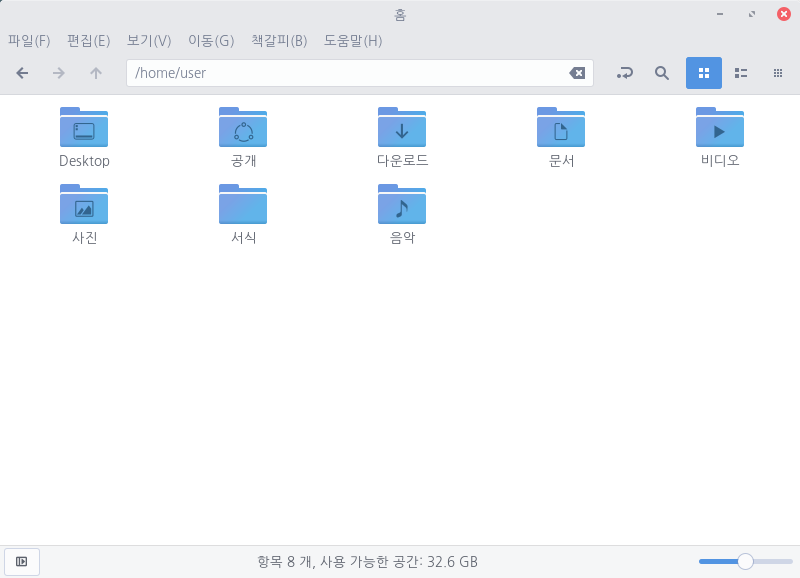 홈
파일(F) 편집(E) 보기(V) 이동(G) 책갈피(B) 도움말(H)
/home/user
Desktop 공개 다운로드 문서 비디오
사진 서식 음악
항목 8 개, 사용 가능한 공간: 32.6 GB